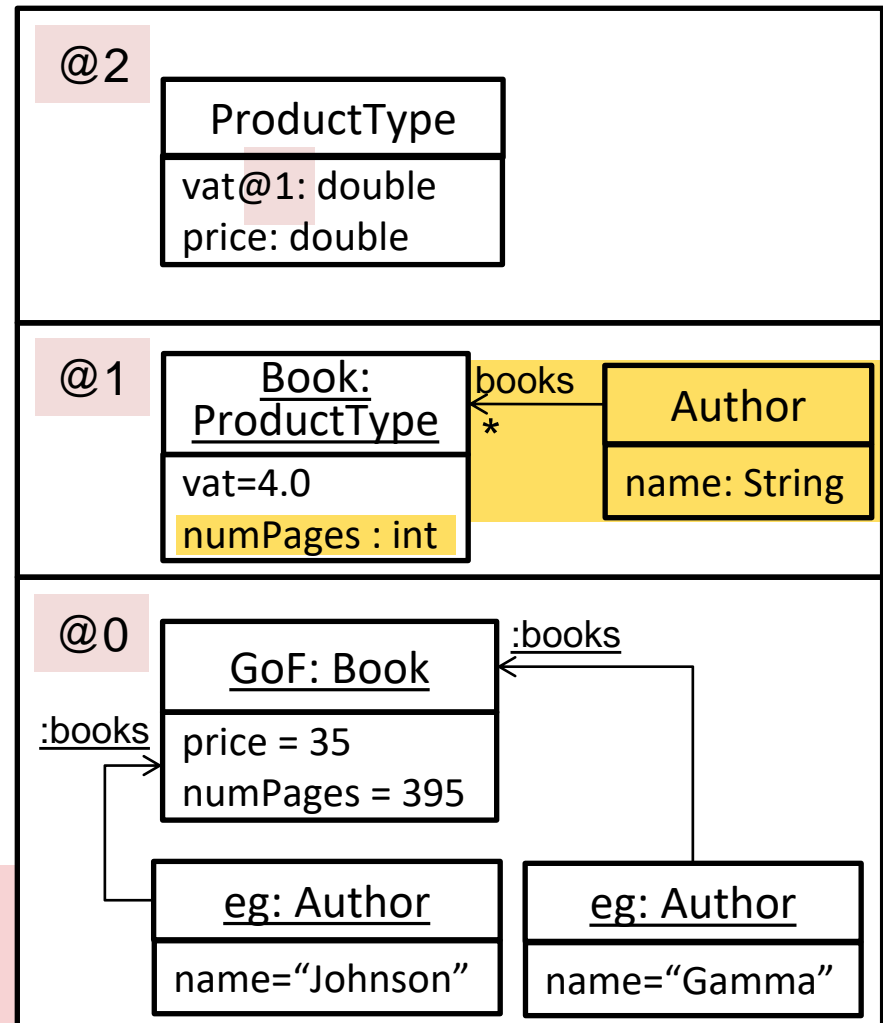 @2
ProductType
vat@1: double
price: double
@1
Book:
ProductType
vat=4.0
numPages : int
books
*
Author
name: String
@0
GoF: Book
price = 35
numPages = 395
:books
:books
eg: Author
name=“Johnson”
eg: Author
name=“Gamma”